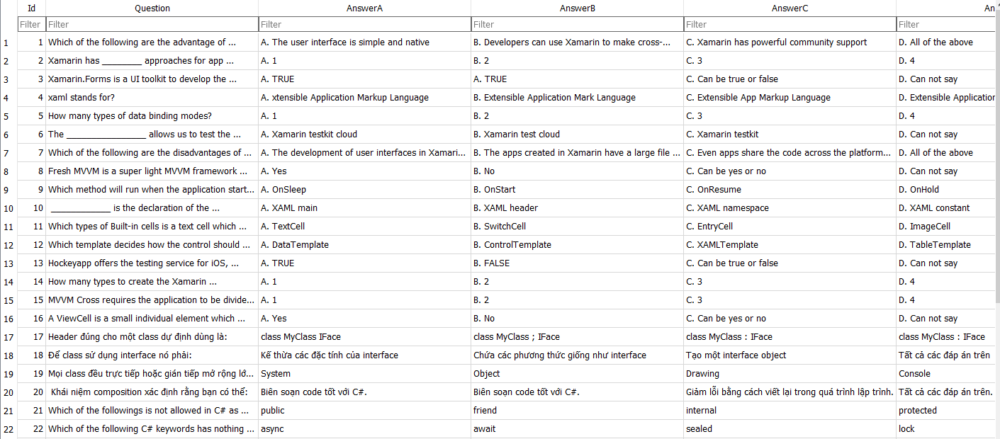 Id Question AnswerA AnswerB AnswerC An
Filter Filter Filter Filter Filter Filter
1 1 Which of the following are the advantage of ... A. The user interface is simple and native B. Developers can use Xamarin to make cross-... C. Xamarin has powerful community support D. All of the above
2 2 Xamarin has ________ approaches for app ... A. 1 B. 2 C. 3 D. 4
3 3 Xamarin.Forms is a UI toolkit to develop the ... A. TRUE A. TRUE C. Can be true or false D. Can not say
4 4 xaml stands for? A. xtensible Application Markup Language B. Extensible Application Mark Language C. Extensible App Markup Language D. Extensible Application
5 5 How many types of data binding modes? A. 1 B. 2 C. 3 D. 4
6 6 The ________________ allows us to test the ... A. Xamarin testkit cloud B. Xamarin test cloud C. Xamarin testkit D. Can not say
7 7 Which of the following are the disadvantages of ... A. The development of user interfaces in Xamari... B. The apps created in Xamarin have a large file ... C. Even apps share the code across the platform... D. All of the above
8 8 Fresh MVVM is a super light MVVM framework ... A. Yes B. No C. Can be yes or no D. Can not say
9 9 Which method will run when the application start... A. OnSleep B. OnStart C. OnResume D. OnHold
10 10 ____________ is the declaration of the ... A. XAML main B. XAML header C. XAML namespace D. XAML constant
11 11 Which types of Built-in cells is a text cell which ... A. TextCell B. SwitchCell C. EntryCell D. ImageCell
12 12 Which template decides how the control should ... A. DataTemplate B. ControlTemplate C. XAMLTemplate D. TableTemplate
13 13 Hockeyapp offers the testing service for iOS, ... A. TRUE B. FALSE C. Can be true or false D. Can not say
14 14 How many types to create the Xamarin ... A. 1 B. 2 C. 3 D. 4
15 15 MVVM Cross requires the application to be divide... A. 1 B. 2 C. 3 D. 4
16 16 A ViewCell is a small individual element which ... A. Yes B. No C. Can be yes or no D. Can not say
17 17 Header đúng cho một class dự định dùng là: class MyClass IFace class MyClass ; IFace class MyClass : IFace class MyClass : IFace
18 18 Để class sử dụng interface nó phải: Kế thừa các đặc tính của interface Chứa các phương thức giống như interface Tạo một interface object Tất cả các đáp án trên
19 19 Mọi class đều trực tiếp hoặc gián tiếp mở rộng lớ... System Object Drawing Console
20 20 Khái niệm composition xác định rằng bạn có thể: Biên soạn code tốt với C#. Biên soạn code tốt với C#. Giảm lỗi bằng cách viết lại trong quá trình lập trình. Tất cả các đáp án trên.
21 21 Which of the followings is not allowed in C# as ... public friend internal protected
22 22 Which of the following C# keywords has nothing ... async await sealed lock